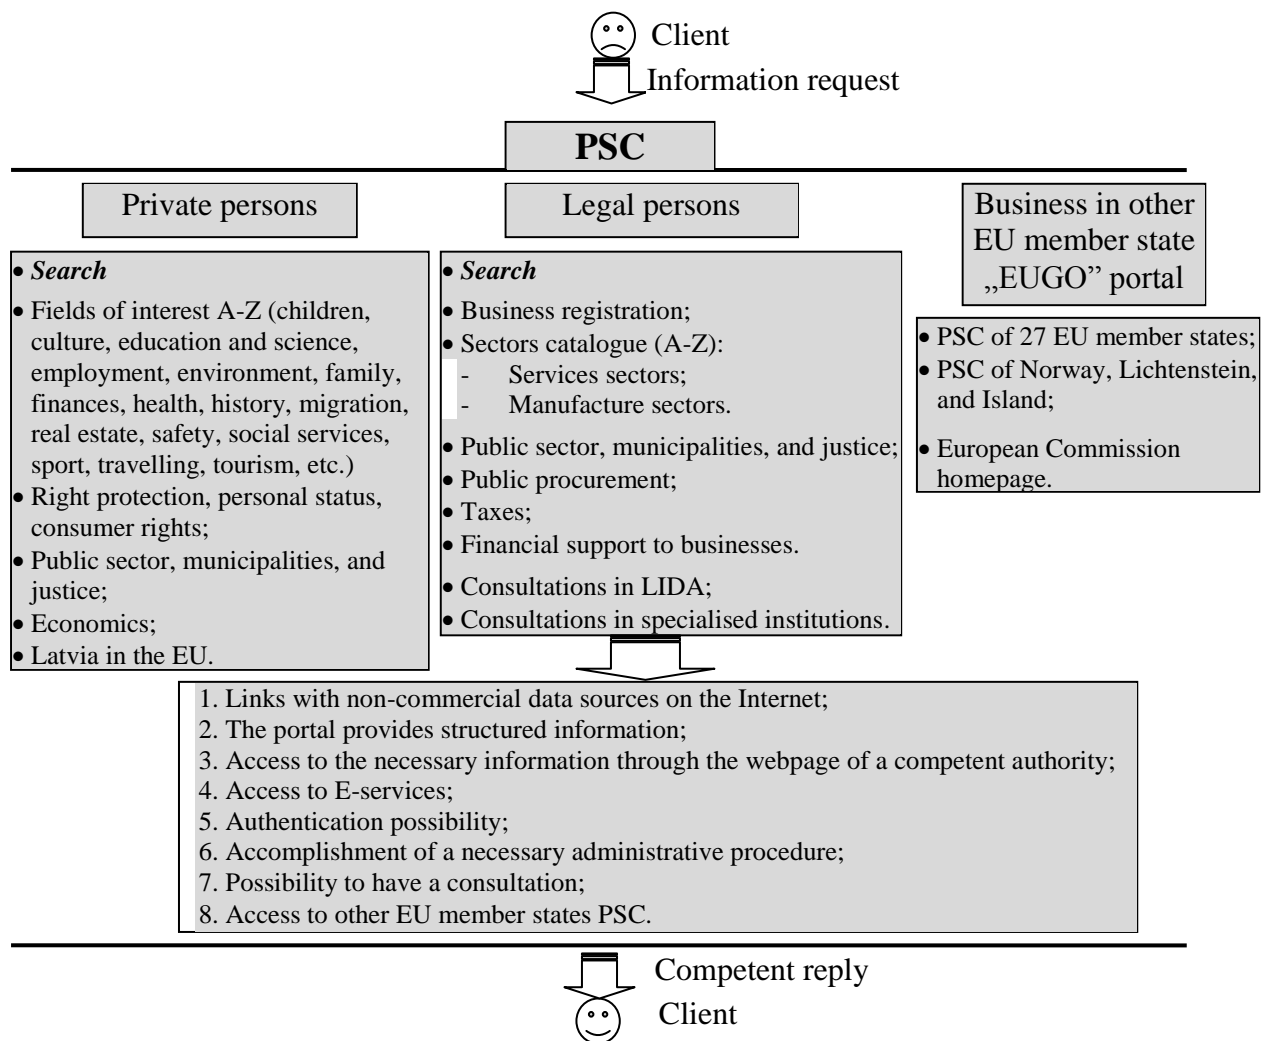 Client
Information request
PSC
Private persons
• Search
• Fields of interest A-Z (children,
culture, education and science,
employment, environment, family,
finances, health, history, migration,
real estate, safety, social services,
sport, travelling, tourism, etc.)
• Right protection, personal status,
consumer rights;
• Public sector, municipalities, and
justice;
• Economics;
• Latvia in the EU.
Legal persons
• Search
• Business registration;
• Sectors catalogue (A-Z):
- Services sectors;
- Manufacture sectors.
• Public sector, municipalities, and justice;
• Public procurement;
• Taxes;
• Financial support to businesses.
• Consultations in LIDA;
• Consultations in specialised institutions.
Business in other
EU member state
„EUGO” portal
• PSC of 27 EU member states;
• PSC of Norway, Lichtenstein,
and Island;
• European Commission
homepage.
1. Links with non-commercial data sources on the Internet;
2. The portal provides structured information;
3. Access to the necessary information through the webpage of a competent authority;
4. Access to E-services;
5. Authentication possibility;
6. Accomplishment of a necessary administrative procedure;
7. Possibility to have a consultation;
8. Access to other EU member states PSC.
Competent reply
Client